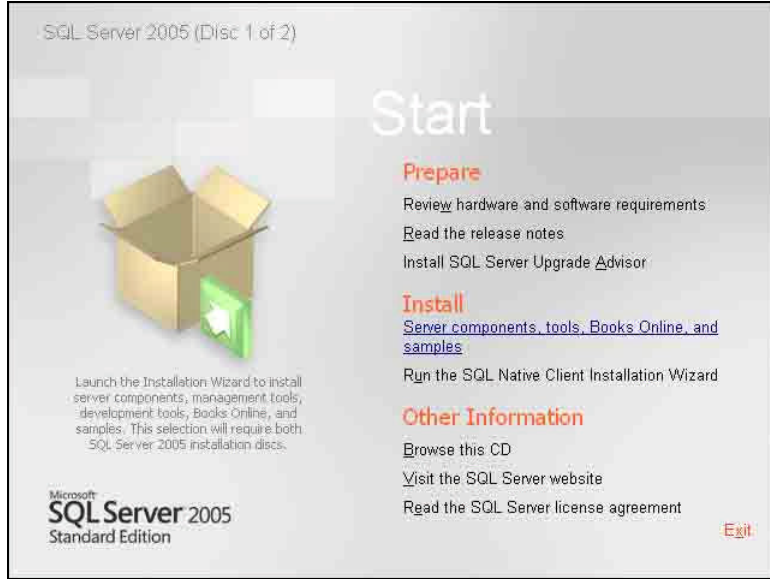 SQL Server 2005 (Disc 1 of 2)
Start
Prepare
Review hardware and software requirements
Read the release notes
Install SQL Server Upgrade Advisor
Install
Server components, tools, Books Online, and
samples
Run the SQL Native Client Installation Wizard
Other Information
Browse this CD
Visit the SQL Server website
Read the SQL Server license agreement
Exit
Launch the Installation Wizard to install
server components, management tools,
development tools, Books Online, and
samples. This selection will require both
SQL Server 2005 installation discs.
Microsoft
SQL Server 2005
Standard Edition